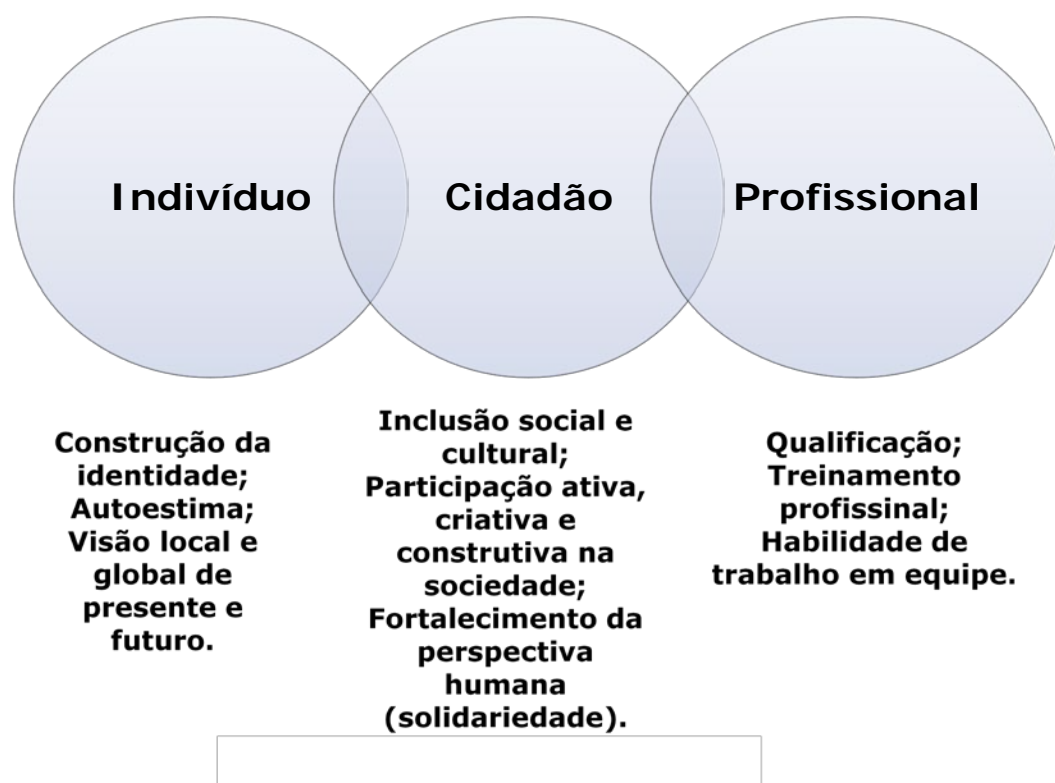 Indivíduo
Cidadão
Profissional
Construção da
identidade;
Autoestima;
Visão local e
global de
presente e
futuro.
Inclusão social e
cultural;
Participação ativa,
criativa e
construtiva na
sociedade;
Fortalecimento da
perspectiva
humana
(solidariedade).
Qualificação;
Treinamento
profissinal;
Habilidade de
trabalho em equipe.